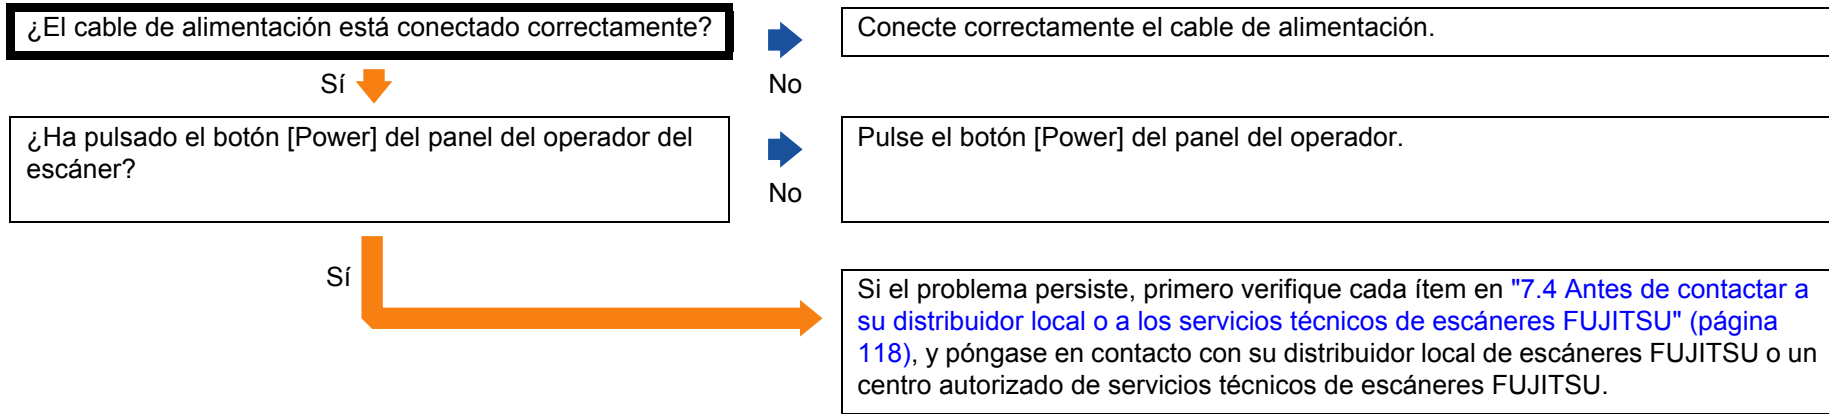 ¿El cable de alimentación está conectado correctamente?
Conecte correctamente el cable de alimentación.
Sí
No
¿Ha pulsado el botón [Power] del panel del operador del
escáner?
Pulse el botón [Power] del panel del operador.
No
Sí
Si el problema persiste, primero verifique cada ítem en "7.4 Antes de contactar a
su distribuidor local o a los servicios técnicos de escáneres FUJITSU" (página
118), y póngase en contacto con su distribuidor local de escáneres FUJITSU o un
centro autorizado de servicios técnicos de escáneres FUJITSU.